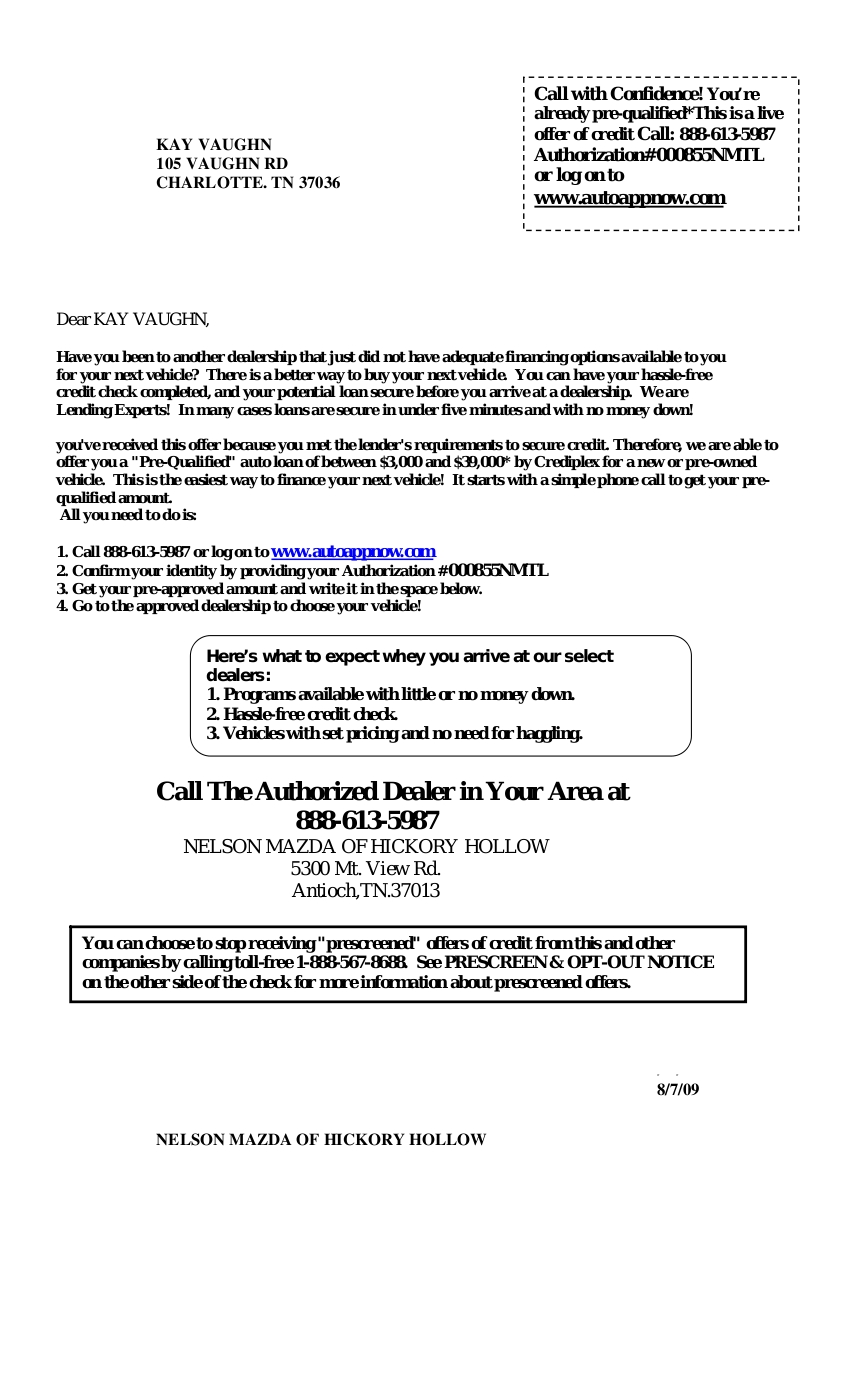 Call with Confidence! You're
already pre-qualified*This is a live
offer of credit Call: 888-613-5987
Authorization#000855NMTL
or log on to
www.autoappnow.com
KAY VAUGHN
105 VAUGHN RD
CHARLOTTE. TN 37036
Dear KAY VAUGHN,
Have you been to another dealership that just did not have adequate financing options available to you
for your next vehicle?  There is a better way to buy your next vehicle.  You can have your hassle-free
credit check completed, and your potential loan secure before you arrive at a dealership.  We are
Lending Experts!  In many cases loans are secure in under five minutes and with no money down!
you've received this offer because you met the lender's requirements to secure credit. Therefore, we are able to
offer you a "Pre-Qualified" auto loan of between $3,000 and $39,000* by Crediplex for a new or pre-owned
vehicle.  This is the easiest way to finance your next vehicle!  It starts with a simple phone call to get your pre-
qualified amount.
All you need to do is:
1. Call 888-613-5987 or log on to www.autoappnow.com
2. Confirm your identity by providing your Authorization #000855NMTL
3. Get your pre-approved amount and write it in the space below.
4. Go to the approved dealership to choose your vehicle!
Here's what to expect whey you arrive at our select
dealers:
1. Programs available with little or no money down.
2. Hassle-free credit check.
3. Vehicles with set pricing and no need for haggling.
Call The Authorized Dealer in Your Area at
888-613-5987
NELSON MAZDA OF HICKORY HOLLOW
5300 Mt. View Rd.
Antioch,TN.37013
You can choose to stop receiving "prescreened" offers of credit from this and other
companies by calling toll-free 1-888-567-8688.  See PRESCREEN & OPT-OUT NOTICE
on the other side of the check for more information about prescreened offers.
8/7/09
NELSON MAZDA OF HICKORY HOLLOW